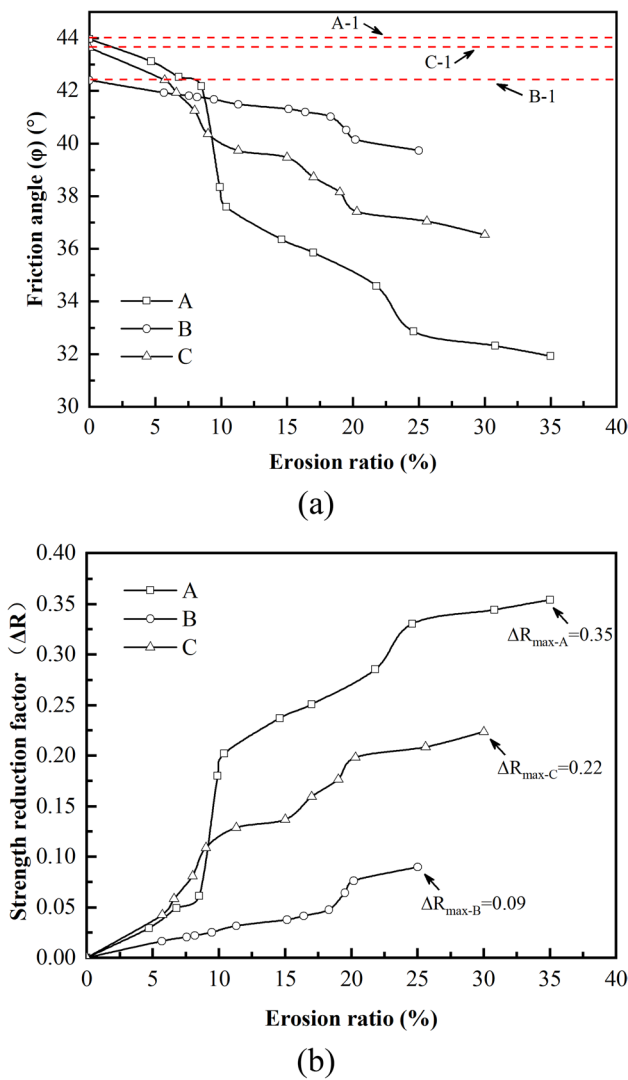 44
42
40
38
36
34
32
30
Friction angle (φ) (°)
A-1
C-1
B-1
A
B
C
0 5 10 15 20 25 30 35 40
Erosion ratio (%)
(a)
0.40
0.35
0.30
0.25
0.20
0.15
0.10
0.05
0.00
Strength reduction factor（ΔR）
A
B
C
ΔRmax-A=0.35
ΔRmax-C=0.22
ΔRmax-B=0.09
0 5 10 15 20 25 30 35 40
Erosion ratio (%)
(b)